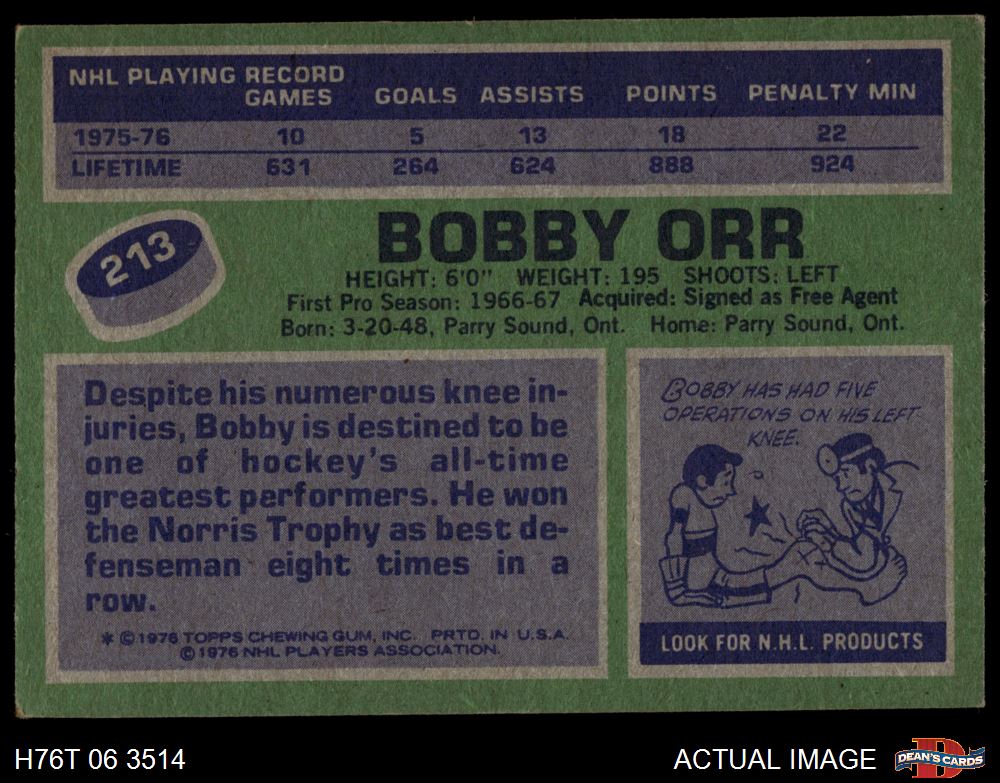 NHL PLAYING RECORD
GAMES GOALS ASSISTS POINTS PENALTY MIN
1975-76 10 5 13 18 22
LIFETIME 631 264 624 888 924
213
BOBBY ORR
HEIGHT: 6'0" WEIGHT: 195 SHOOTS: LEFT
First Pro Season: 1966-67 Acquired: Signed as Free Agent
Born: 3-20-48, Parry Sound, Ont. Home: Parry Sound, Ont.
Despite his numerous knee in-
juries, Bobby is destined to be
one of hockey's all-time
greatest performers. He won
the Norris Trophy as best de-
fenseman eight times in a
row.
* © 1976 TOPPS CHEWING GUM, INC. PRTD. IN U.S.A.
© 1976 NHL PLAYERS ASSOCIATION.
BOBBY HAS HAD FIVE
OPERATIONS ON HIS LEFT
KNEE.
LOOK FOR N.H.L. PRODUCTS
H76T 06 3514
ACTUAL IMAGE
D
DEAN'S CARDS